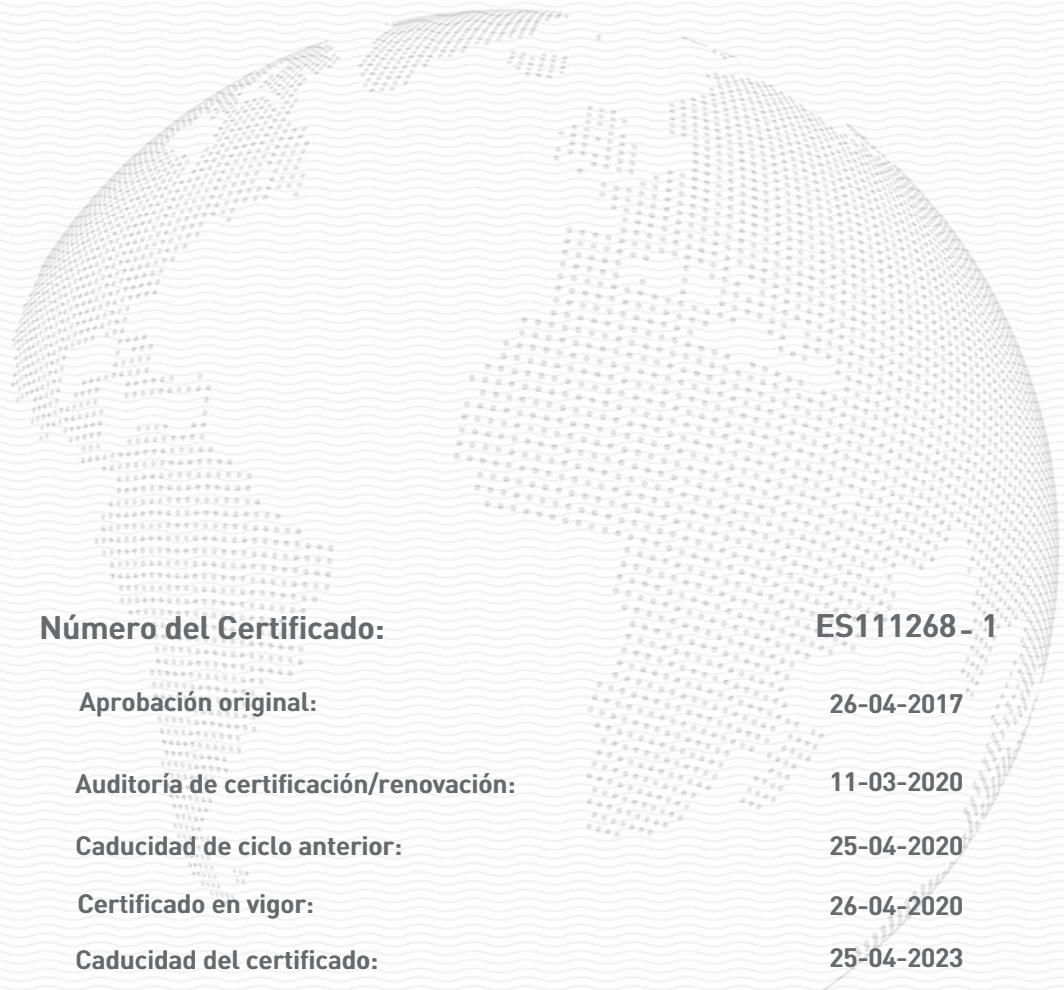 Número del Certificado: ES111268- 1
Aprobación original: 26-04-2017
Auditoría de certificación/renovación: 11-03-2020
Caducidad de ciclo anterior: 25-04-2020
Certificado en vigor: 26-04-2020
Caducidad del certificado: 25-04-2023